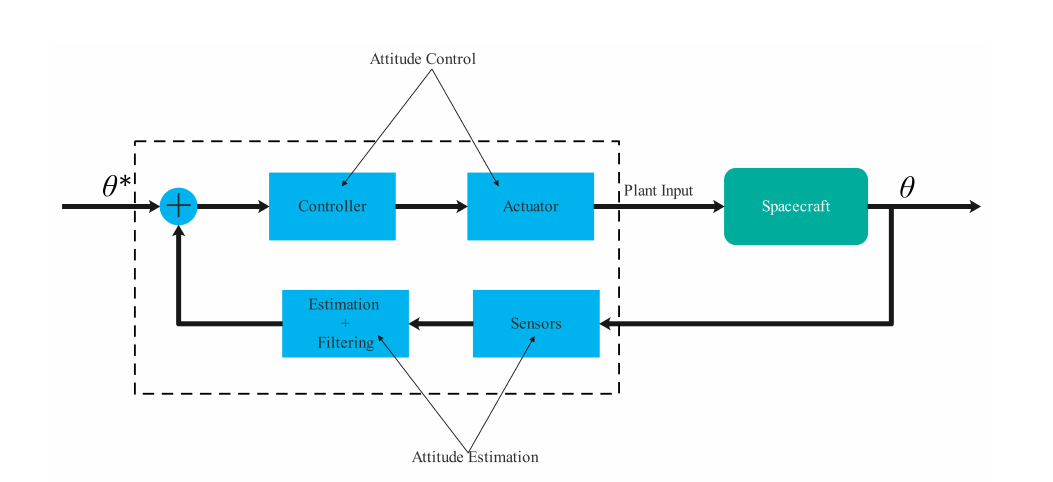 Attitude Control
θ*
+
Controller
Actuator
Plant Input
Spacecraft
θ
Estimation
+
Filtering
Sensors
Attitude Estimation